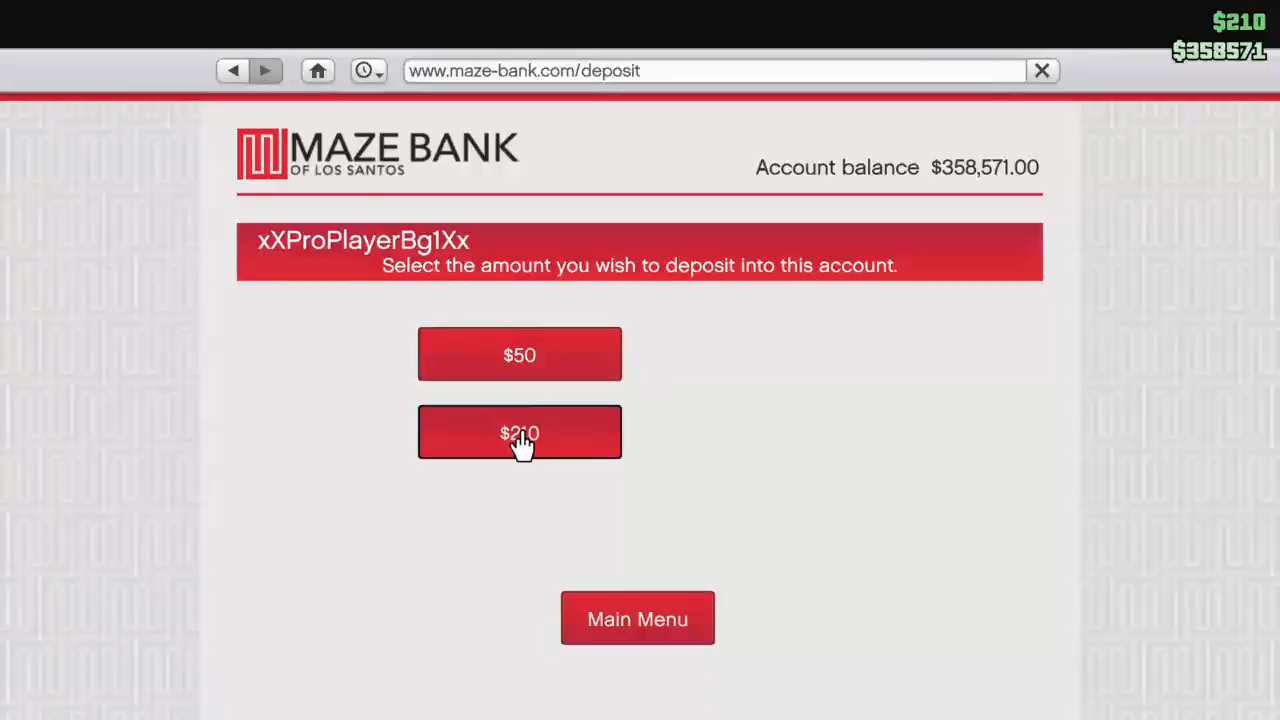 $210
$358571
www.maze-bank.com/deposit
MAZE BANK
OF LOS SANTOS
Account balance $358,571.00
xXProPlayerBg1Xx
Select the amount you wish to deposit into this account.
$50
$210
Main Menu